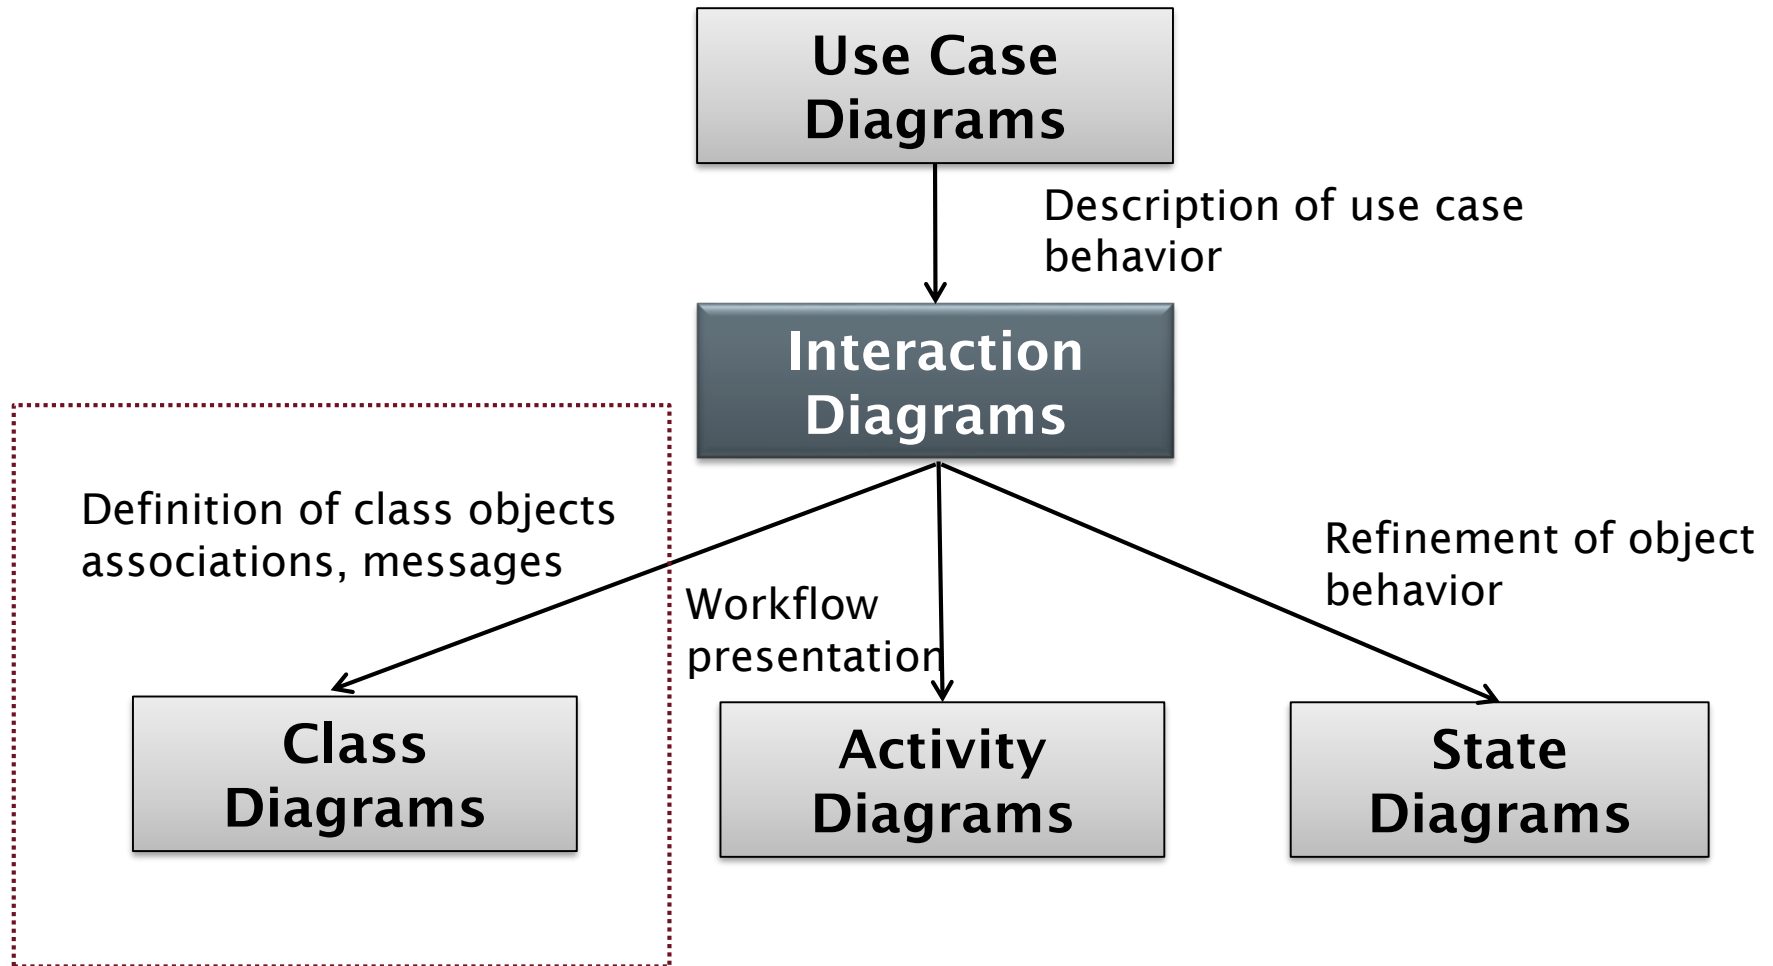 Use Case
Diagrams
Description of use case
behavior
Interaction
Diagrams
Definition of class objects
associations, messages
Workflow
presentation
Refinement of object
behavior
Class
Diagrams
Activity
Diagrams
State
Diagrams